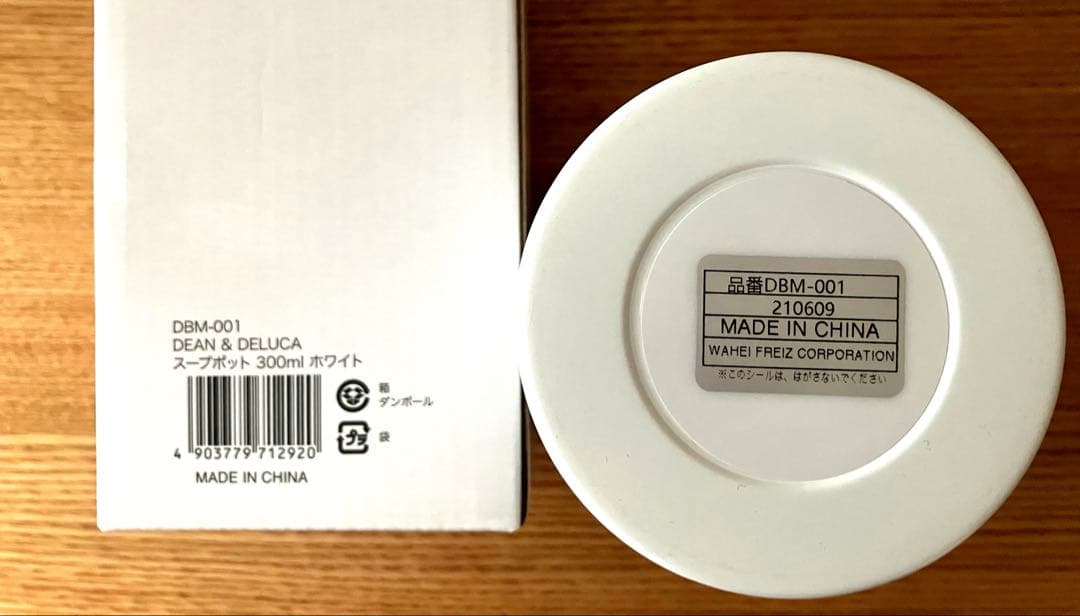 DBM-001
DEAN & DELUCA
スープポット 300ml ホワイト
箱
ダンボール
プラ
袋
4 903779 712920
MADE IN CHINA
品番DBM-001
210609
MADE IN CHINA
WAHEI FREIZ CORPORATION
※このシールは、はがさないでください